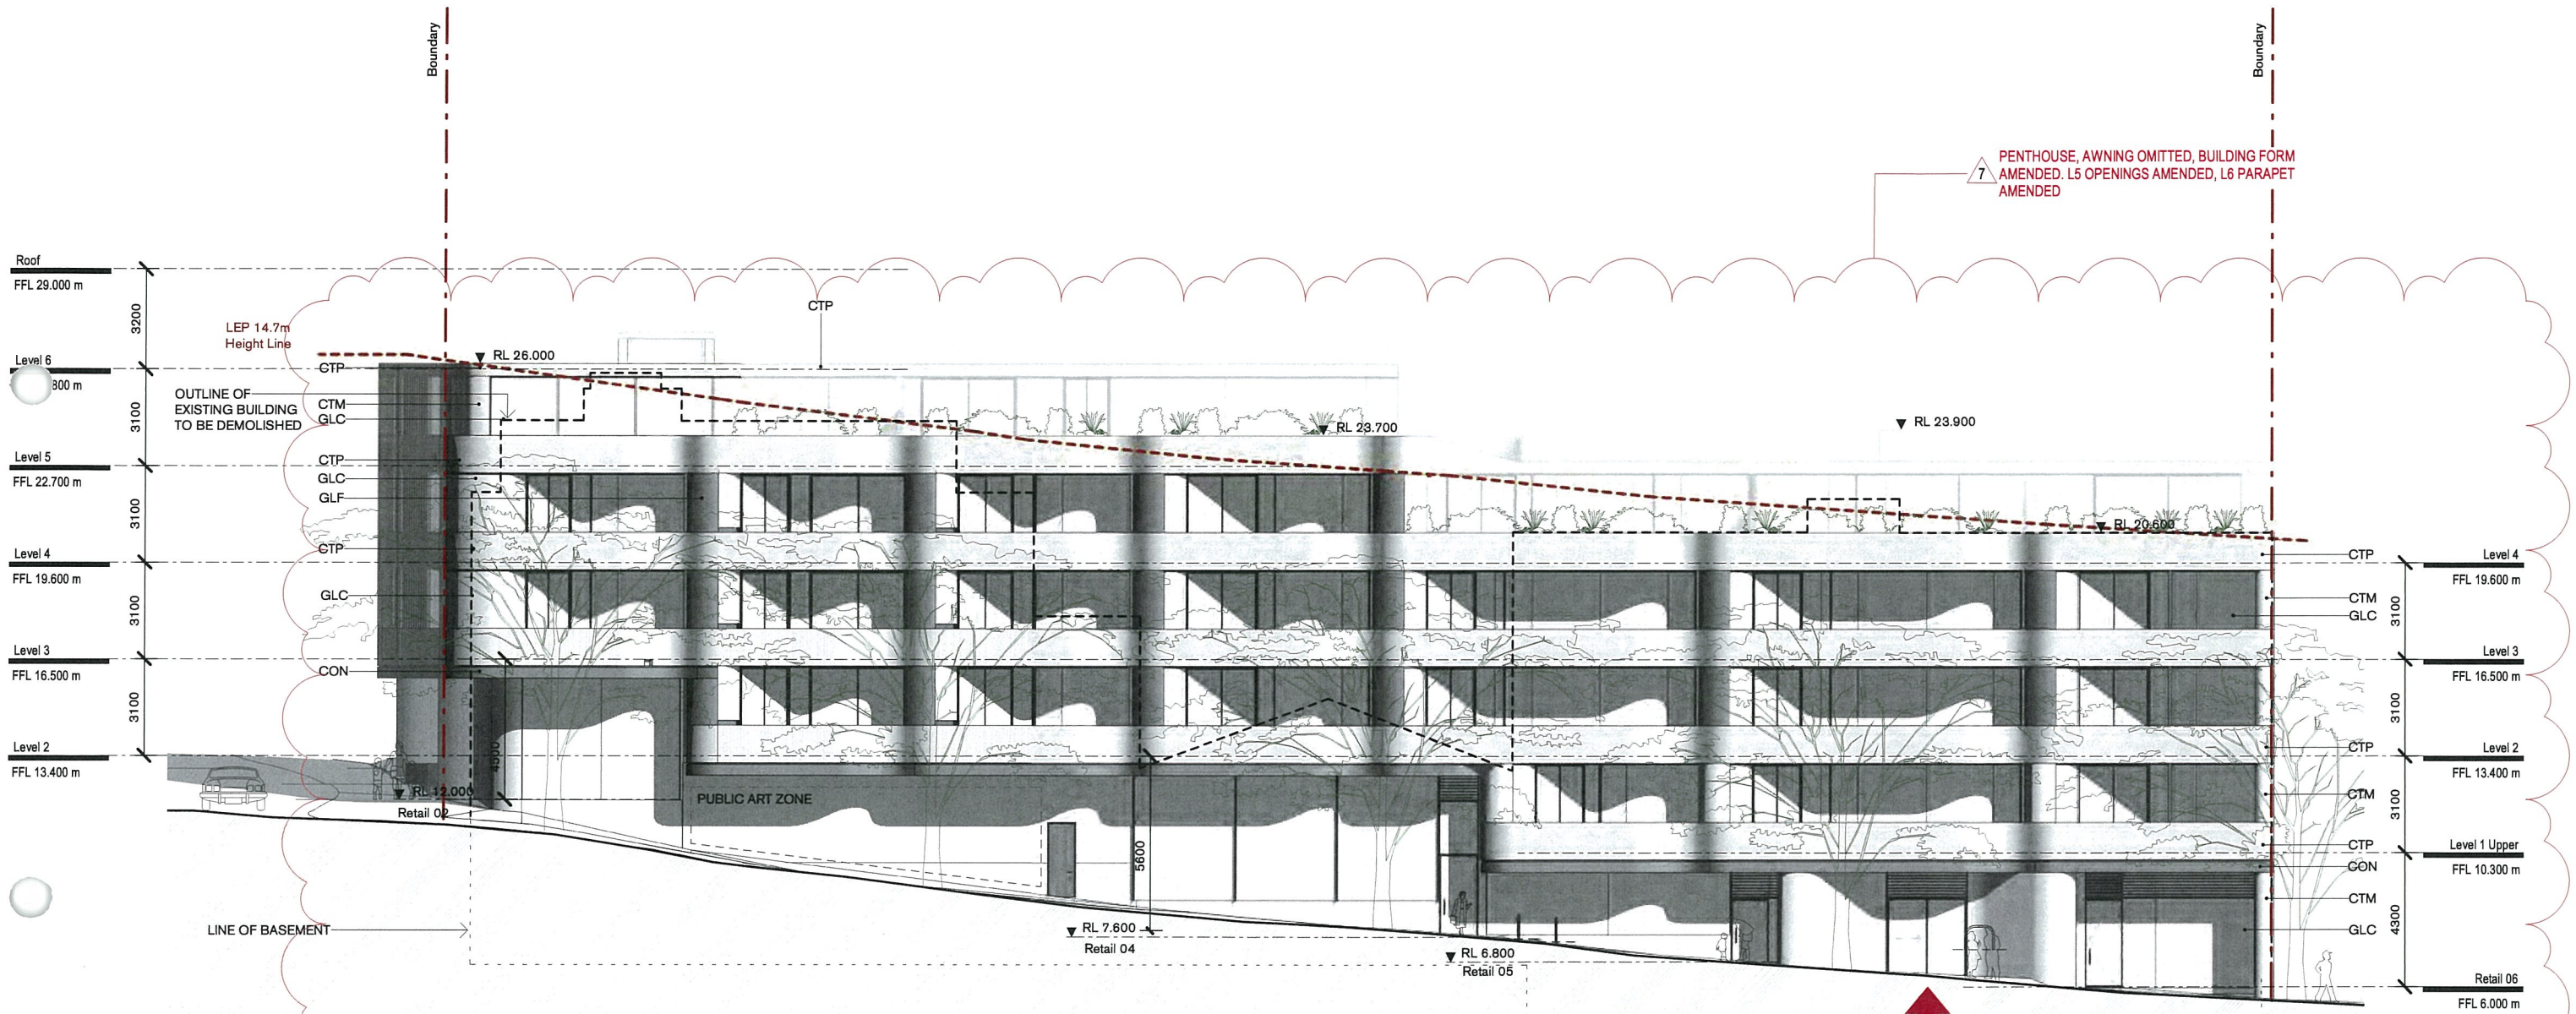 Boundary
Boundary
7
PENTHOUSE, AWNING OMITTED, BUILDING FORM
AMENDED. L5 OPENINGS AMENDED, L6 PARAPET
AMENDED
Roof
FFL 29.000 m
3200
LEP 14.7m
Height Line
CTP
RL 26.000
Level 6
800 m
CTP
OUTLINE OF
EXISTING BUILDING
TO BE DEMOLISHED
CTM
GLC
3100
RL 23.700
RL 23.900
Level 5
FFL 22.700 m
CTP
GLC
GLF
3100
RL 20.600
Level 4
FFL 19.600 m
CTP
GLC
3100
CTP
Level 4
FFL 19.600 m
CTM
GLC
3100
Level 3
FFL 16.500 m
CON
3100
Level 3
FFL 16.500 m
3100
Level 2
FFL 13.400 m
4500
CTP
Level 2
FFL 13.400 m
CTM
3100
RL 12.000
Retail 02
PUBLIC ART ZONE
5600
CTP
Level 1 Upper
CON
FFL 10.300 m
CTM
GLC
4300
LINE OF BASEMENT
RL 7.600
Retail 04
RL 6.800
Retail 05
Retail 06
FFL 6.000 m